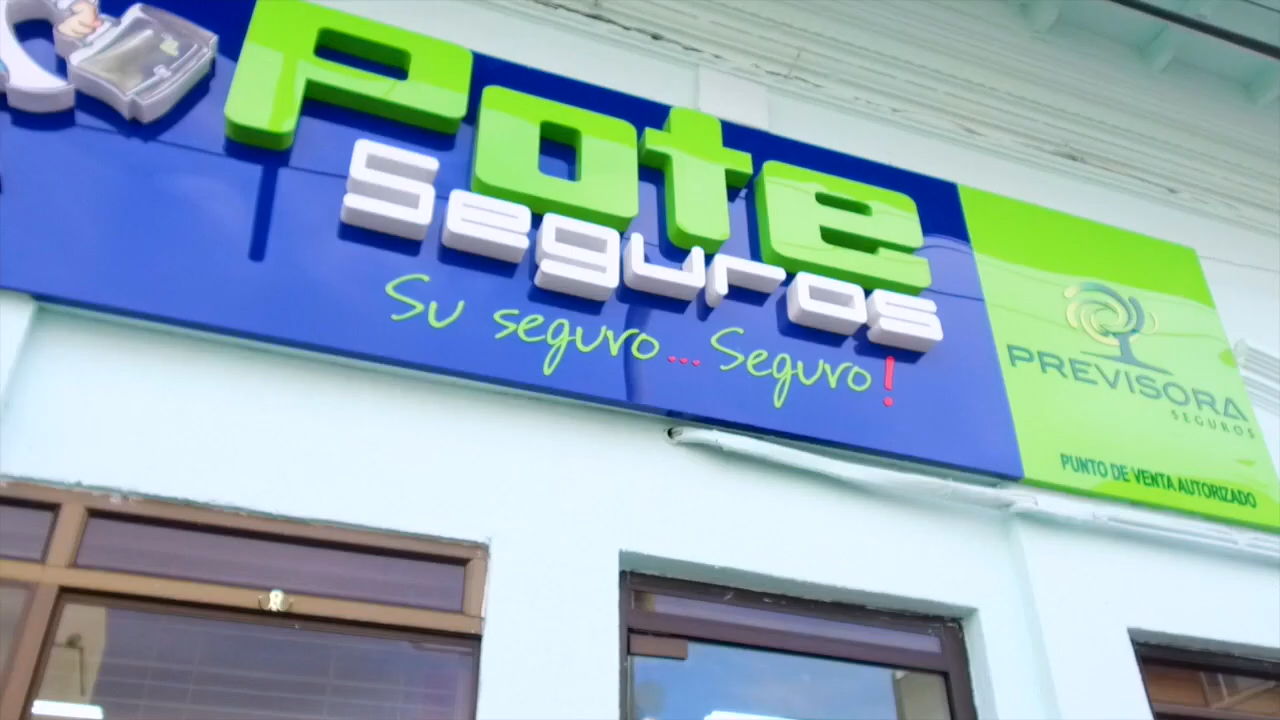 Pote
seguros
Su seguro... Seguro!
PREVISORA
SEGUROS
PUNTO DE VENTA AUTORIZADO